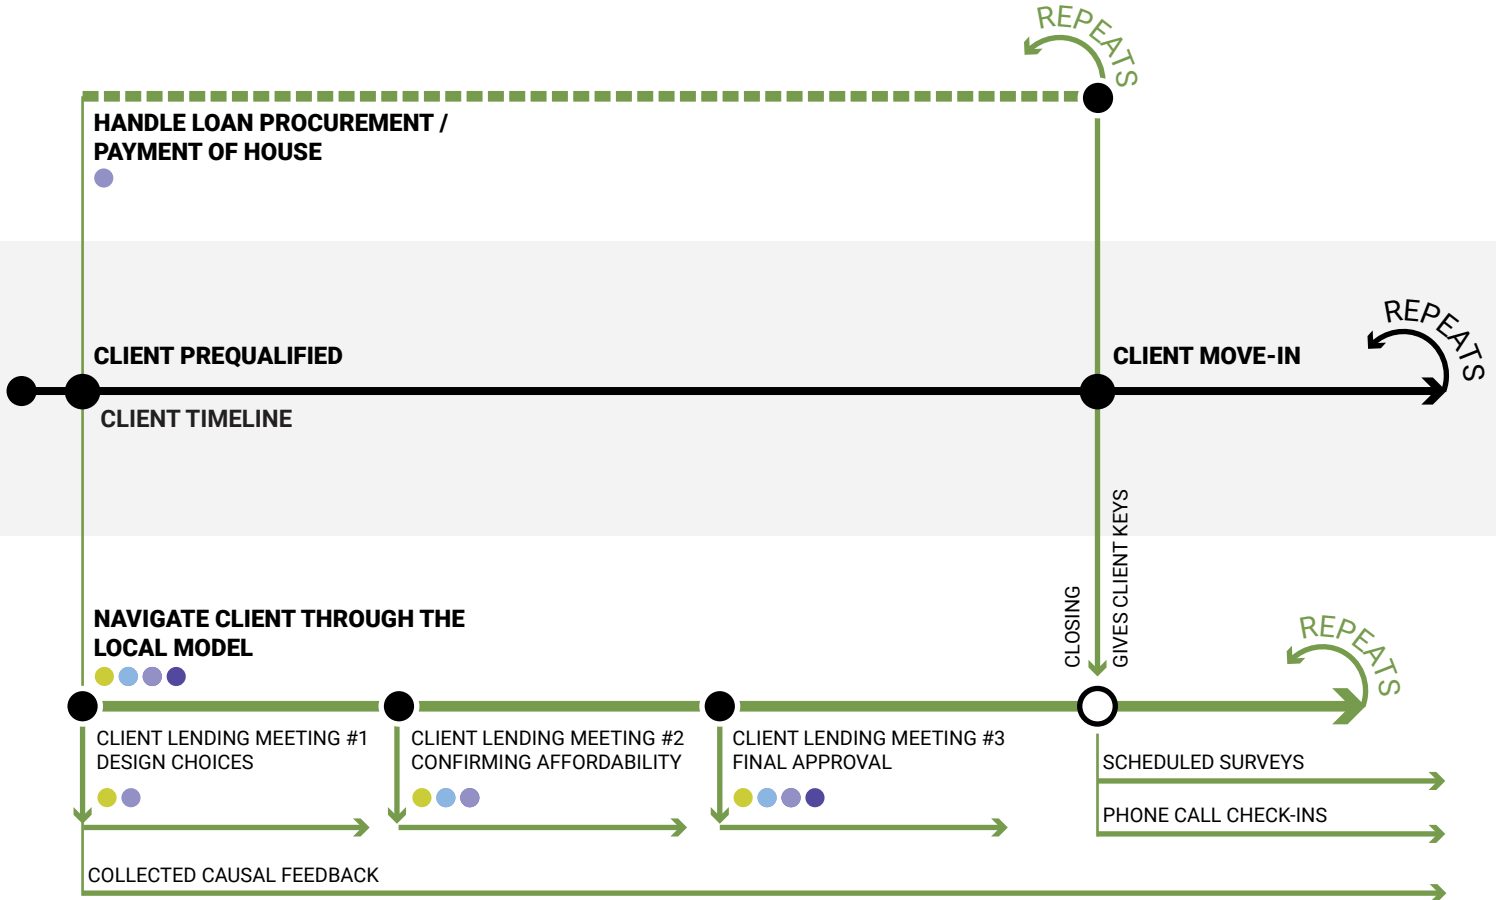 REPEATS
HANDLE LOAN PROCUREMENT /
PAYMENT OF HOUSE
REPEATS
CLIENT PREQUALIFIED
CLIENT MOVE-IN
CLIENT TIMELINE
CLOSING
GIVES CLIENT KEYS
NAVIGATE CLIENT THROUGH THE
LOCAL MODEL
REPEATS
CLIENT LENDING MEETING #1
DESIGN CHOICES
CLIENT LENDING MEETING #2
CONFIRMING AFFORDABILITY
CLIENT LENDING MEETING #3
FINAL APPROVAL
SCHEDULED SURVEYS
PHONE CALL CHECK-INS
COLLECTED CAUSAL FEEDBACK